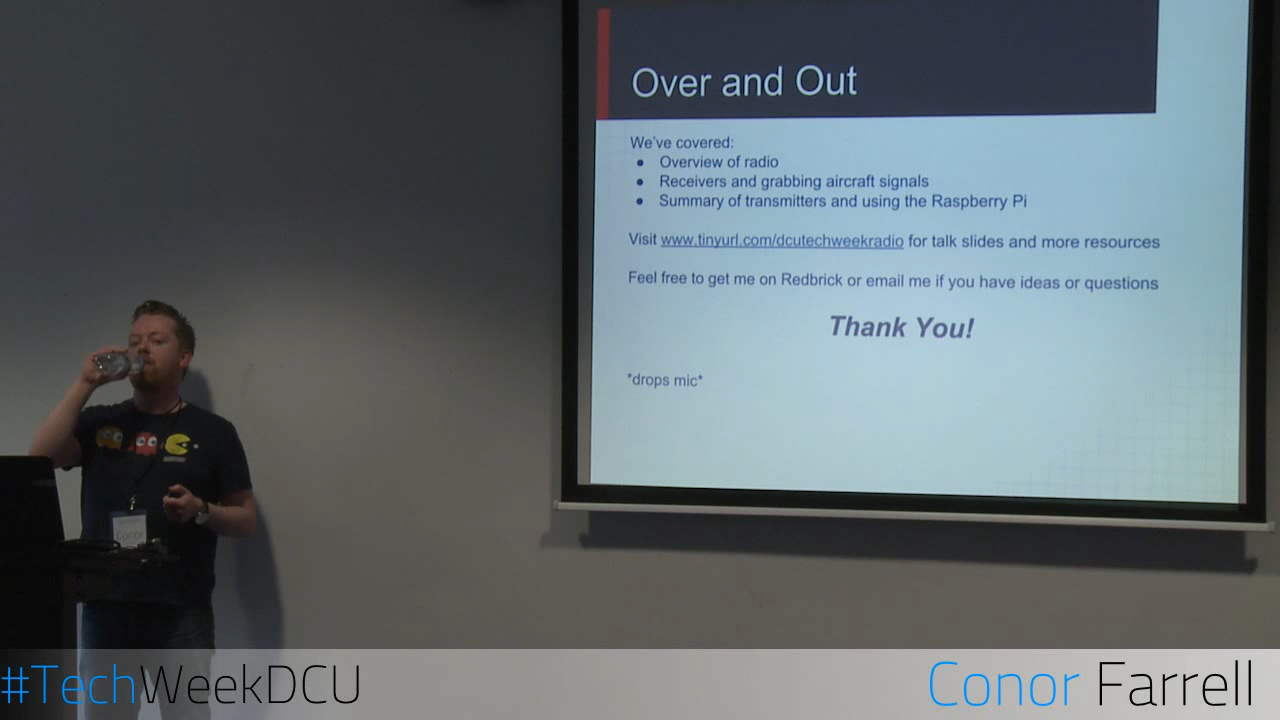 Over and Out
We've covered:
● Overview of radio
● Receivers and grabbing aircraft signals
● Summary of transmitters and using the Raspberry Pi
Visit www.tinyurl.com/dcutechweekradio for talk slides and more resources
Feel free to get me on Redbrick or email me if you have ideas or questions
Thank You!
*drops mic*
Conor
#TechWeekDCU
Conor Farrell